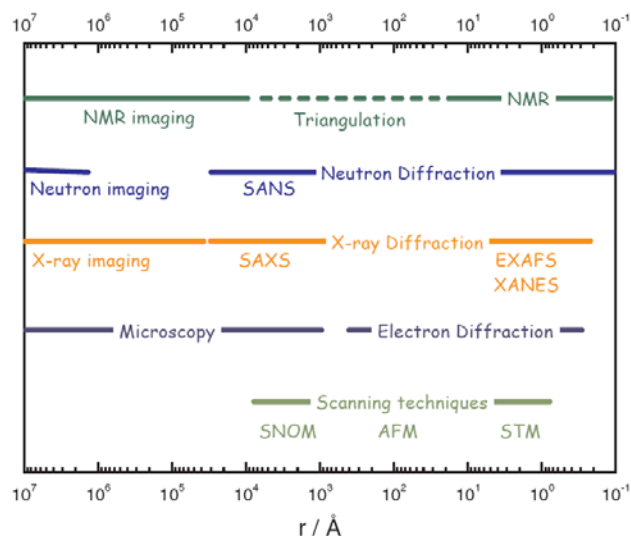 10⁷ 10⁶ 10⁵ 10⁴ 10³ 10² 10¹ 10⁰ 10⁻¹
NMR
NMR imaging Triangulation
Neutron Diffraction
Neutron imaging SANS
X-ray Diffraction
X-ray imaging SAXS EXAFS
XANES
Microscopy Electron Diffraction
Scanning techniques
SNOM AFM STM
10⁷ 10⁶ 10⁵ 10⁴ 10³ 10² 10¹ 10⁰ 10⁻¹
r / Å